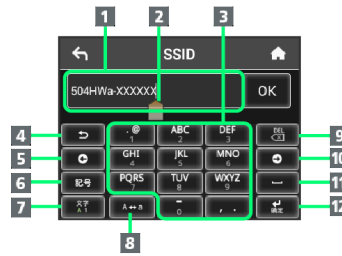 1 2 3
SSID
504HWa-XXXXXX OK
4 .@ 1 ABC 2 DEF 3 DEL 9
5 GHI 4 JKL 5 MNO 6 10
6 記号 PQRS 7 TUV 8 WXYZ 9 11
7 文字 A 1 A↔a − 0 , . 確定 12
8